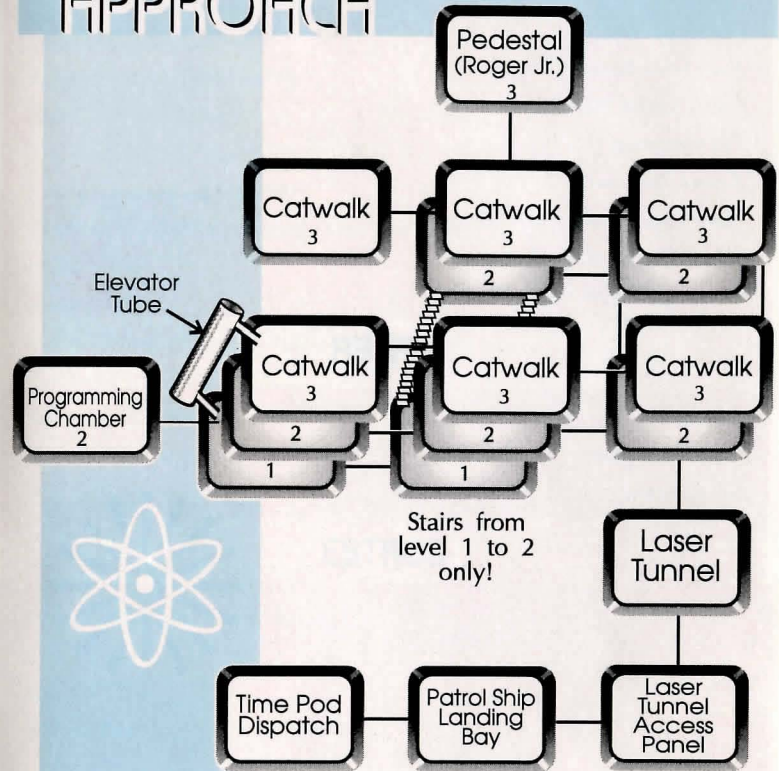 APPROACH
Pedestal
(Roger Jr.)
3
Catwalk
3
Catwalk
3
Catwalk
3
2
2
Elevator
Tube
Catwalk
3
Catwalk
3
Catwalk
3
Programming
Chamber
2
2
2
2
1
1
Stairs from
level 1 to 2
only!
Laser
Tunnel
Time Pod
Dispatch
Patrol Ship
Landing
Bay
Laser
Tunnel
Access
Panel